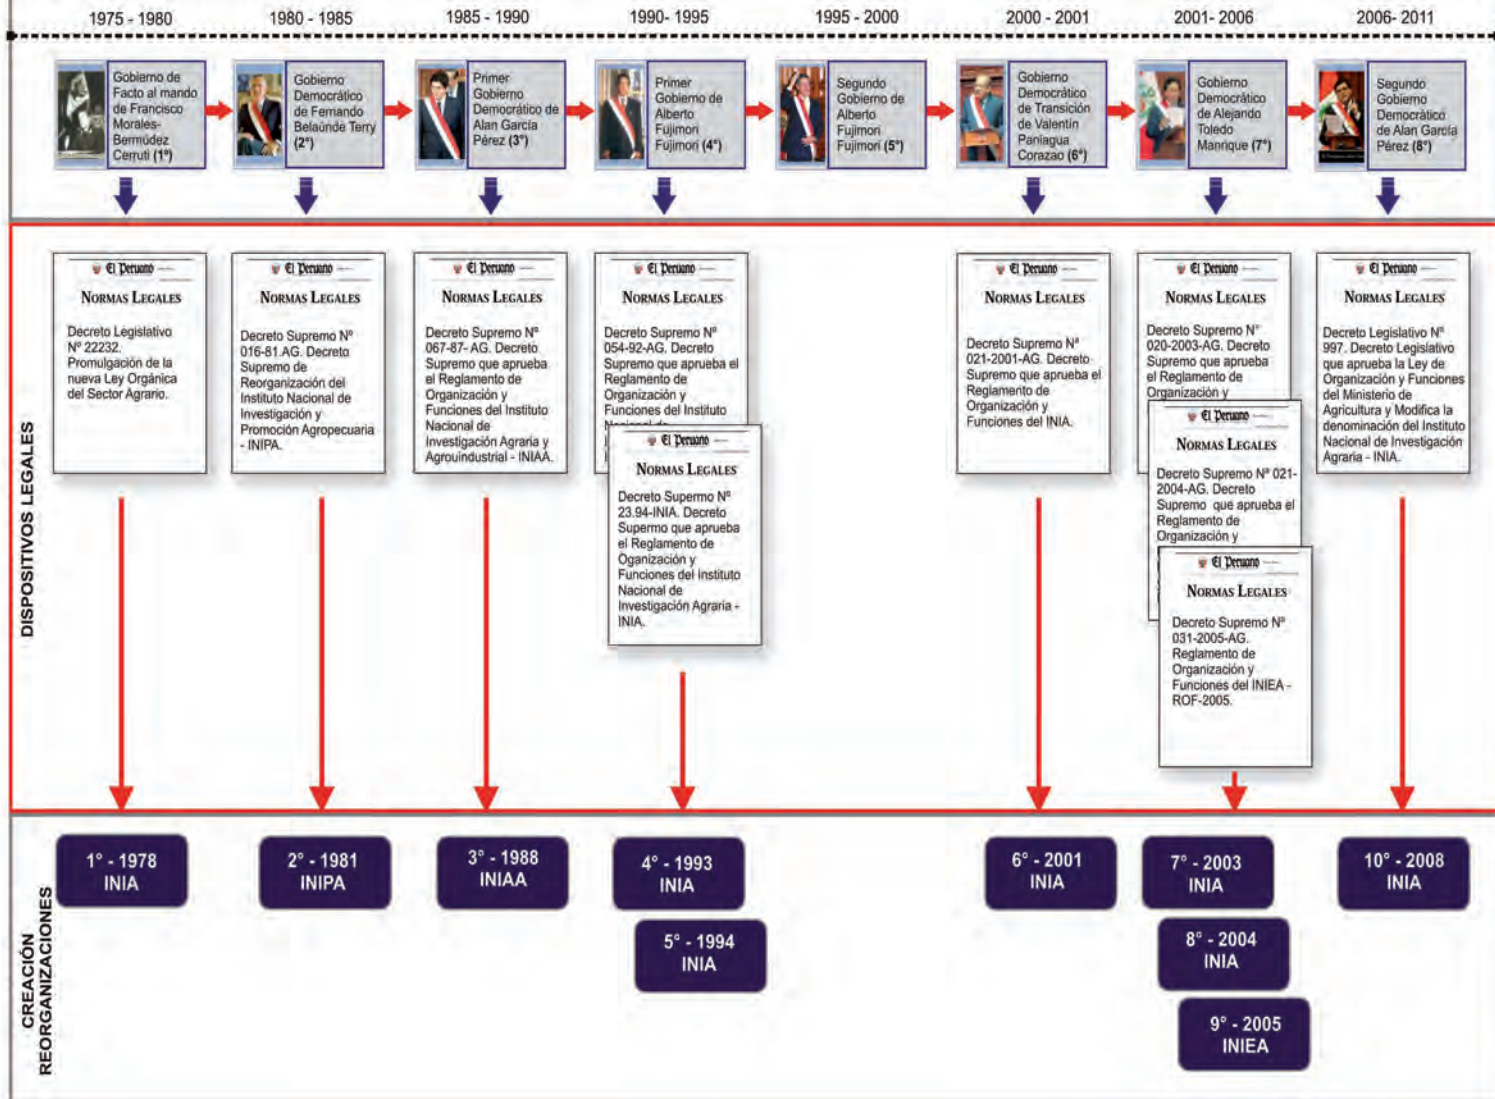 1975 - 1980
1980 - 1985
1985 - 1990
1990- 1995
1995 - 2000
2000 - 2001
2001- 2006
2006- 2011
Gobierno de
Facto al mando
de Francisco
Morales-
Bermúdez
Cerruti (1º)
Gobierno
Democrático
de Fernando
Belaúnde Terry
(2°)
Primer
Gobierno
Democrático de
Alan García
Pérez (3°)
Primer
Gobierno de
Alberto
Fujimori
Fujimori (4°)
Segundo
Gobierno de
Alberto
Fujimori
Fujimori (5°)
Gobierno
Democrático
de Transición
de Valentín
Paniagua
Corazao (6°)
Gobierno
Democrático
de Alejando
Toledo
Manrique (7°)
Segundo
Gobierno
Democrático
de Alan García
Pérez (8°)
DISPOSITIVOS LEGALES
El Peruano
NORMAS LEGALES
Decreto Legislativo
Nº 22232.
Promulgación de la
nueva Ley Orgánica
del Sector Agrario.
El Peruano
NORMAS LEGALES
Decreto Supremo Nº
016-81.AG. Decreto
Supremo de
Reorganización del
Instituto Nacional de
Investigación y
Promoción Agropecuaria
- INIPA.
El Peruano
NORMAS LEGALES
Decreto Supremo Nº
067-87- AG. Decreto
Supremo que aprueba
el Reglamento de
Organización y
Funciones del Instituto
Nacional de
Investigación Agraria y
Agrouindustrial - INIAA.
El Peruano
NORMAS LEGALES
Decreto Supremo Nº
054-92-AG. Decreto
Supremo que aprueba el
Reglamento de
Organización y
Funciones del Instituto
El Peruano
NORMAS LEGALES
Decreto Supermo Nº
23.94-INIA. Decreto
Supermo que aprueba
el Reglamento de
Oganización y
Funciones del Instituto
Nacional de
Investigación Agraria -
INIA.
El Peruano
NORMAS LEGALES
Decreto Supremo Nº
021-2001-AG. Decreto
Supremo que aprueba el
Reglamento de
Organización y
Funciones del INIA.
El Peruano
NORMAS LEGALES
Decreto Supremo N°
020-2003-AG. Decreto
Supremo que aprueba el
Reglamento de
Organización y
El Peruano
NORMAS LEGALES
Decreto Supremo Nº 021-
2004-AG. Decreto
Supremo que aprueba el
Reglamento de
Organización y
El Peruano
NORMAS LEGALES
Decreto Supremo Nº
031-2005-AG.
Reglamento de
Organización y
Funciones del INIEA -
ROF-2005.
El Peruano
NORMAS LEGALES
Decreto Legislativo Nº
997. Decreto Legislativo
que aprueba la Ley de
Organización y Funciones
del Ministerio de
Agricultura y Modifica la
denominación del Instituto
Nacional de Investigación
Agraria - INIA.
CREACIÓN
REORGANIZACIONES
1° - 1978
INIA
2° - 1981
INIPA
3° - 1988
INIAA
4° - 1993
INIA
5° - 1994
INIA
6° - 2001
INIA
7° - 2003
INIA
8° - 2004
INIA
9° - 2005
INIEA
10° - 2008
INIA